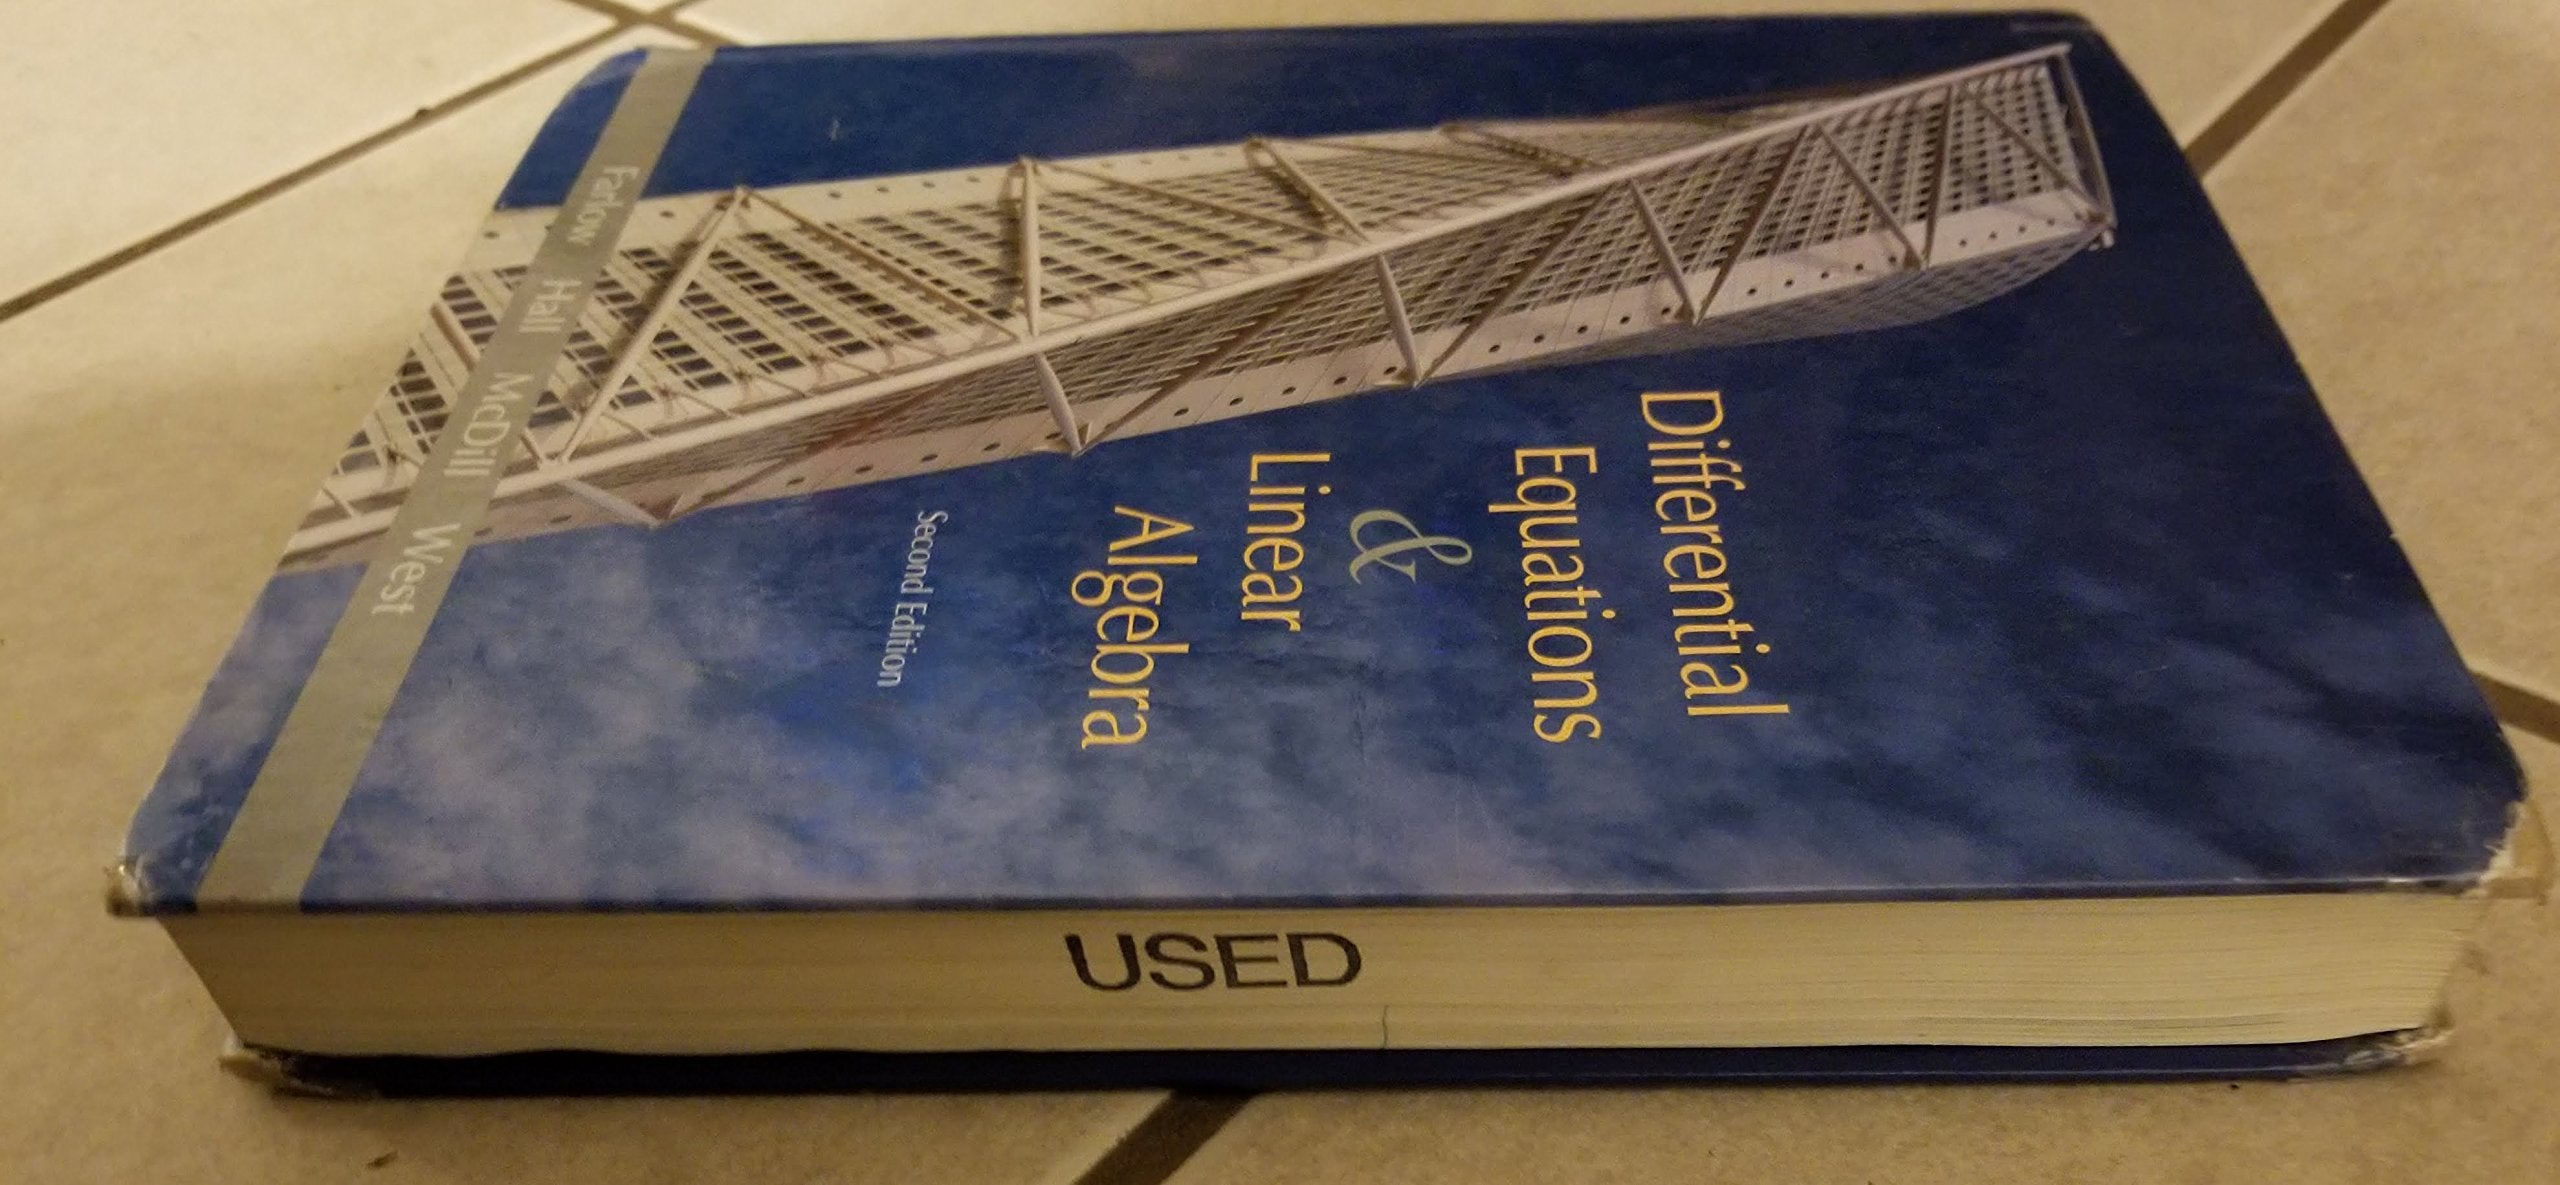 Differential
Equations
&
Linear
Algebra
Second Edition
Farlow Hall McDill West
USED